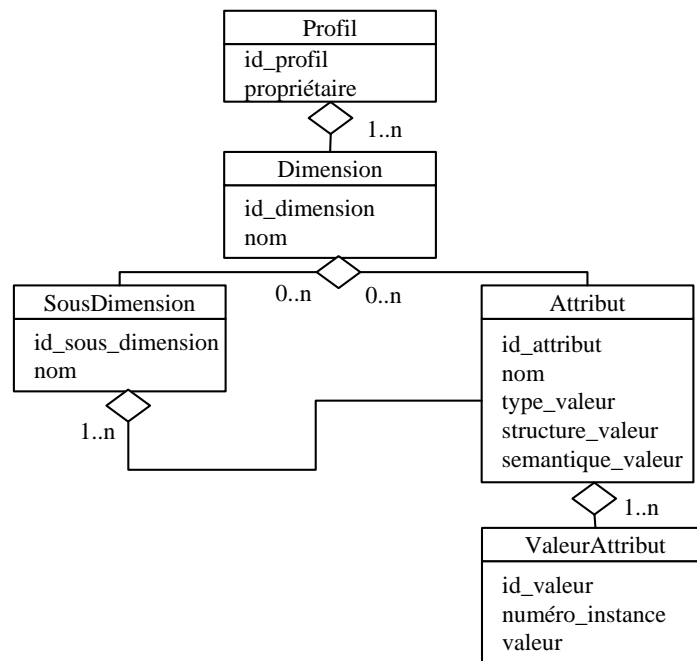 Profil
id_profil
propriétaire
1..n
Dimension
id_dimension
nom
0..n
0..n
SousDimension
id_sous_dimension
nom
1..n
Attribut
id_attribut
nom
type_valeur
structure_valeur
semantique_valeur
1..n
ValeurAttribut
id_valeur
numéro_instance
valeur